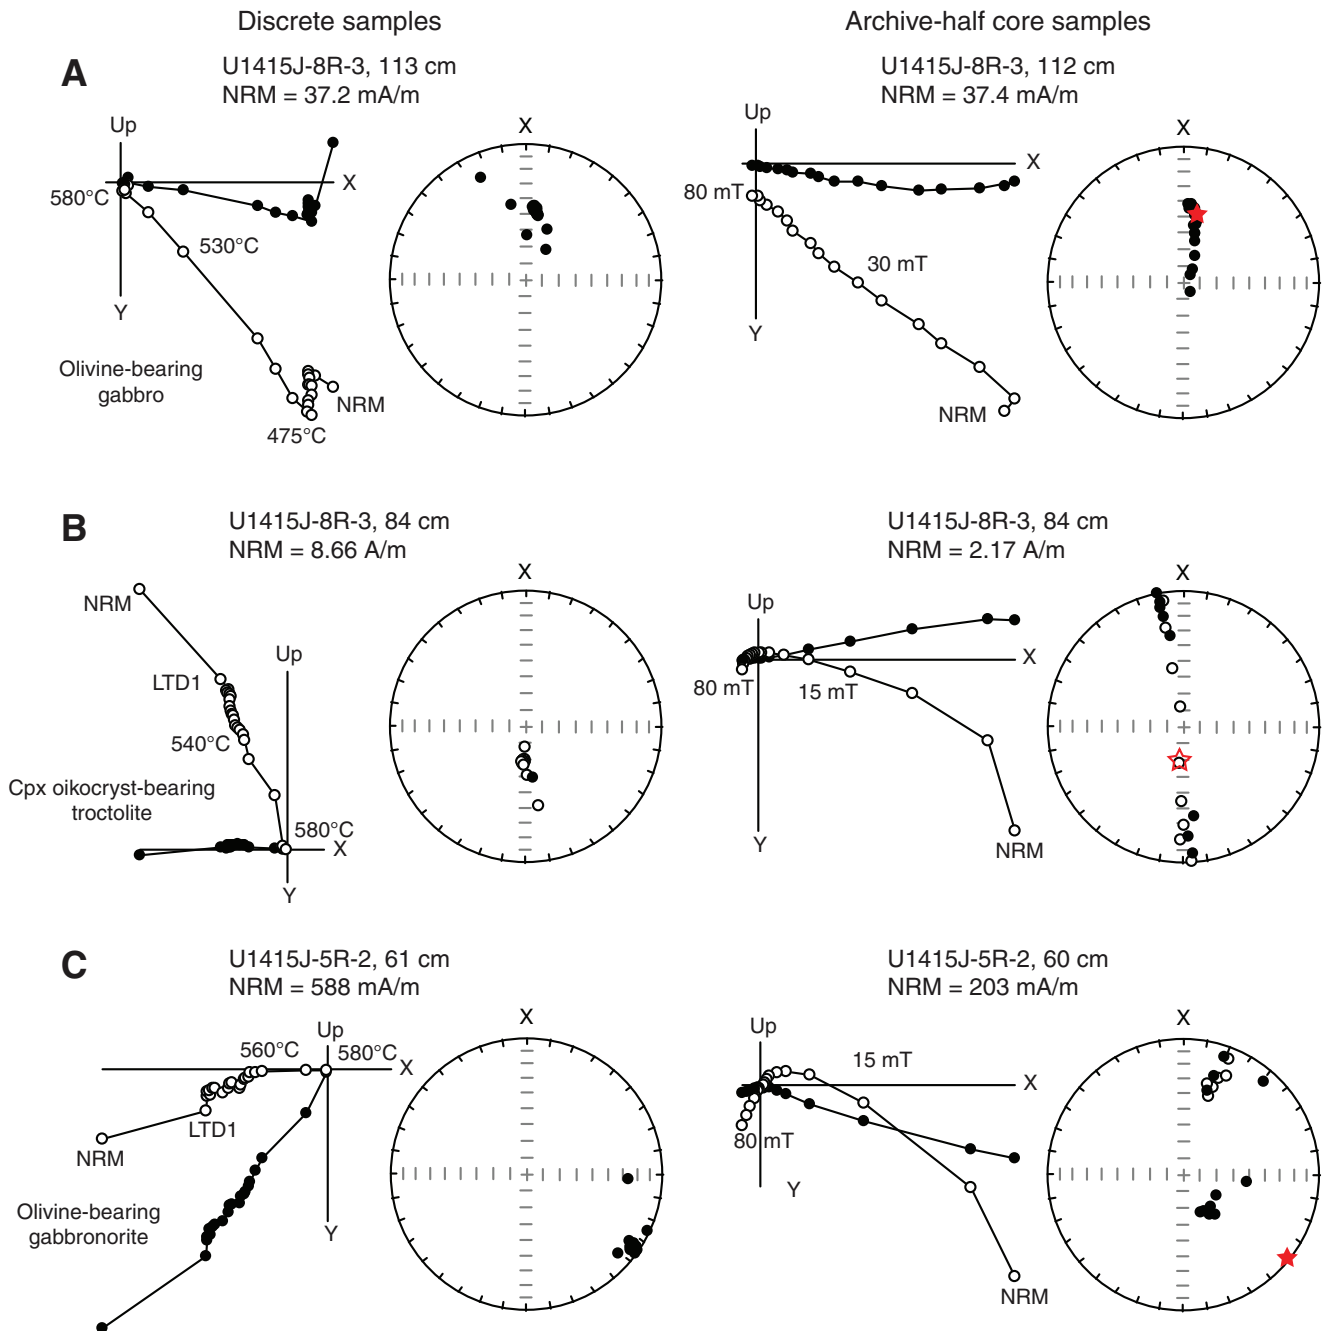 Discrete samples
Archive-half core samples
A
U1415J-8R-3, 113 cm
NRM = 37.2 mA/m
U1415J-8R-3, 112 cm
NRM = 37.4 mA/m
Up
X
580°C
530°C
Y
Olivine-bearing
gabbro
NRM
475°C
X
Up
X
80 mT
30 mT
Y
NRM
X
B
U1415J-8R-3, 84 cm
NRM = 8.66 A/m
U1415J-8R-3, 84 cm
NRM = 2.17 A/m
NRM
Up
LTD1
540°C
Cpx oikocryst-bearing
troctolite
580°C
X
Y
X
Up
X
80 mT
15 mT
Y
NRM
X
C
U1415J-5R-2, 61 cm
NRM = 588 mA/m
U1415J-5R-2, 60 cm
NRM = 203 mA/m
Up
560°C
580°C
X
LTD1
NRM
Olivine-bearing
gabbronorite
Y
X
Up
15 mT
X
80 mT
Y
NRM
X